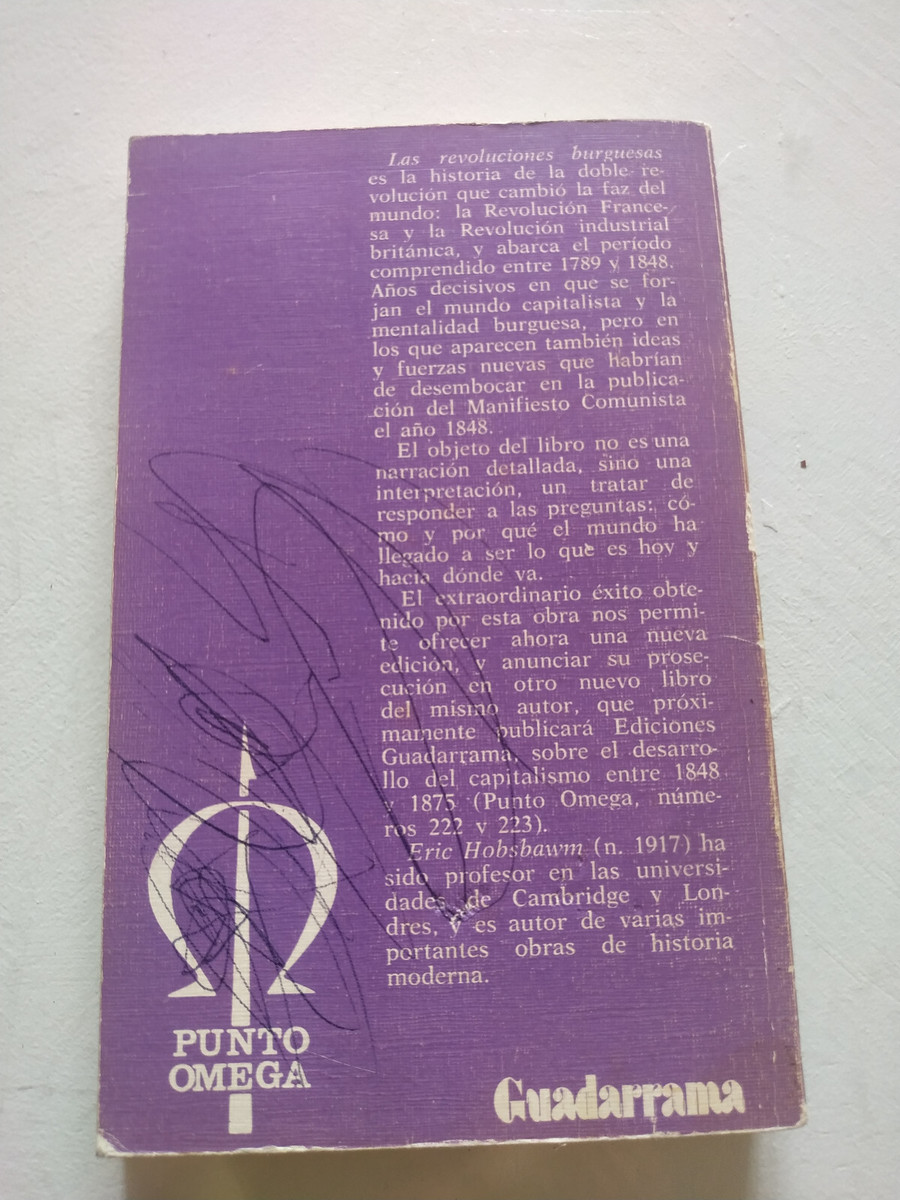 Las revoluciones burguesas
es la historia de la doble re-
volución que cambió la faz del
mundo: la Revolución France-
sa y la Revolución industrial
británica, y abarca el período
comprendido entre 1789 y 1848.
Años decisivos en que se for-
jan el mundo capitalista y la
mentalidad burguesa, pero en
los que aparecen también ideas
y fuerzas nuevas que habrían
de desembocar en la publica-
ción del Manifiesto Comunista
el año 1848.
El objeto del libro no es una
narración detallada, sino una
interpretación, un tratar de
responder a las preguntas: có-
mo y por qué el mundo ha
llegado a ser lo que es hoy y
hacia dónde va.
El extraordinario éxito obte-
nido por esta obra nos permi-
te ofrecer ahora una nueva
edición, y anunciar su prose-
cución en otro nuevo libro
del mismo autor, que próxi-
mamente publicará Ediciones
Guadarrama, sobre el desarro-
llo del capitalismo entre 1848
y 1875 (Punto Omega, núme-
ros 222 y 223).
Eric Hobsbawm (n. 1917) ha
sido profesor en las universi-
dades de Cambridge y Lon-
dres, y es autor de varias im-
portantes obras de historia
moderna.
PUNTO
OMEGA
Guadarrama